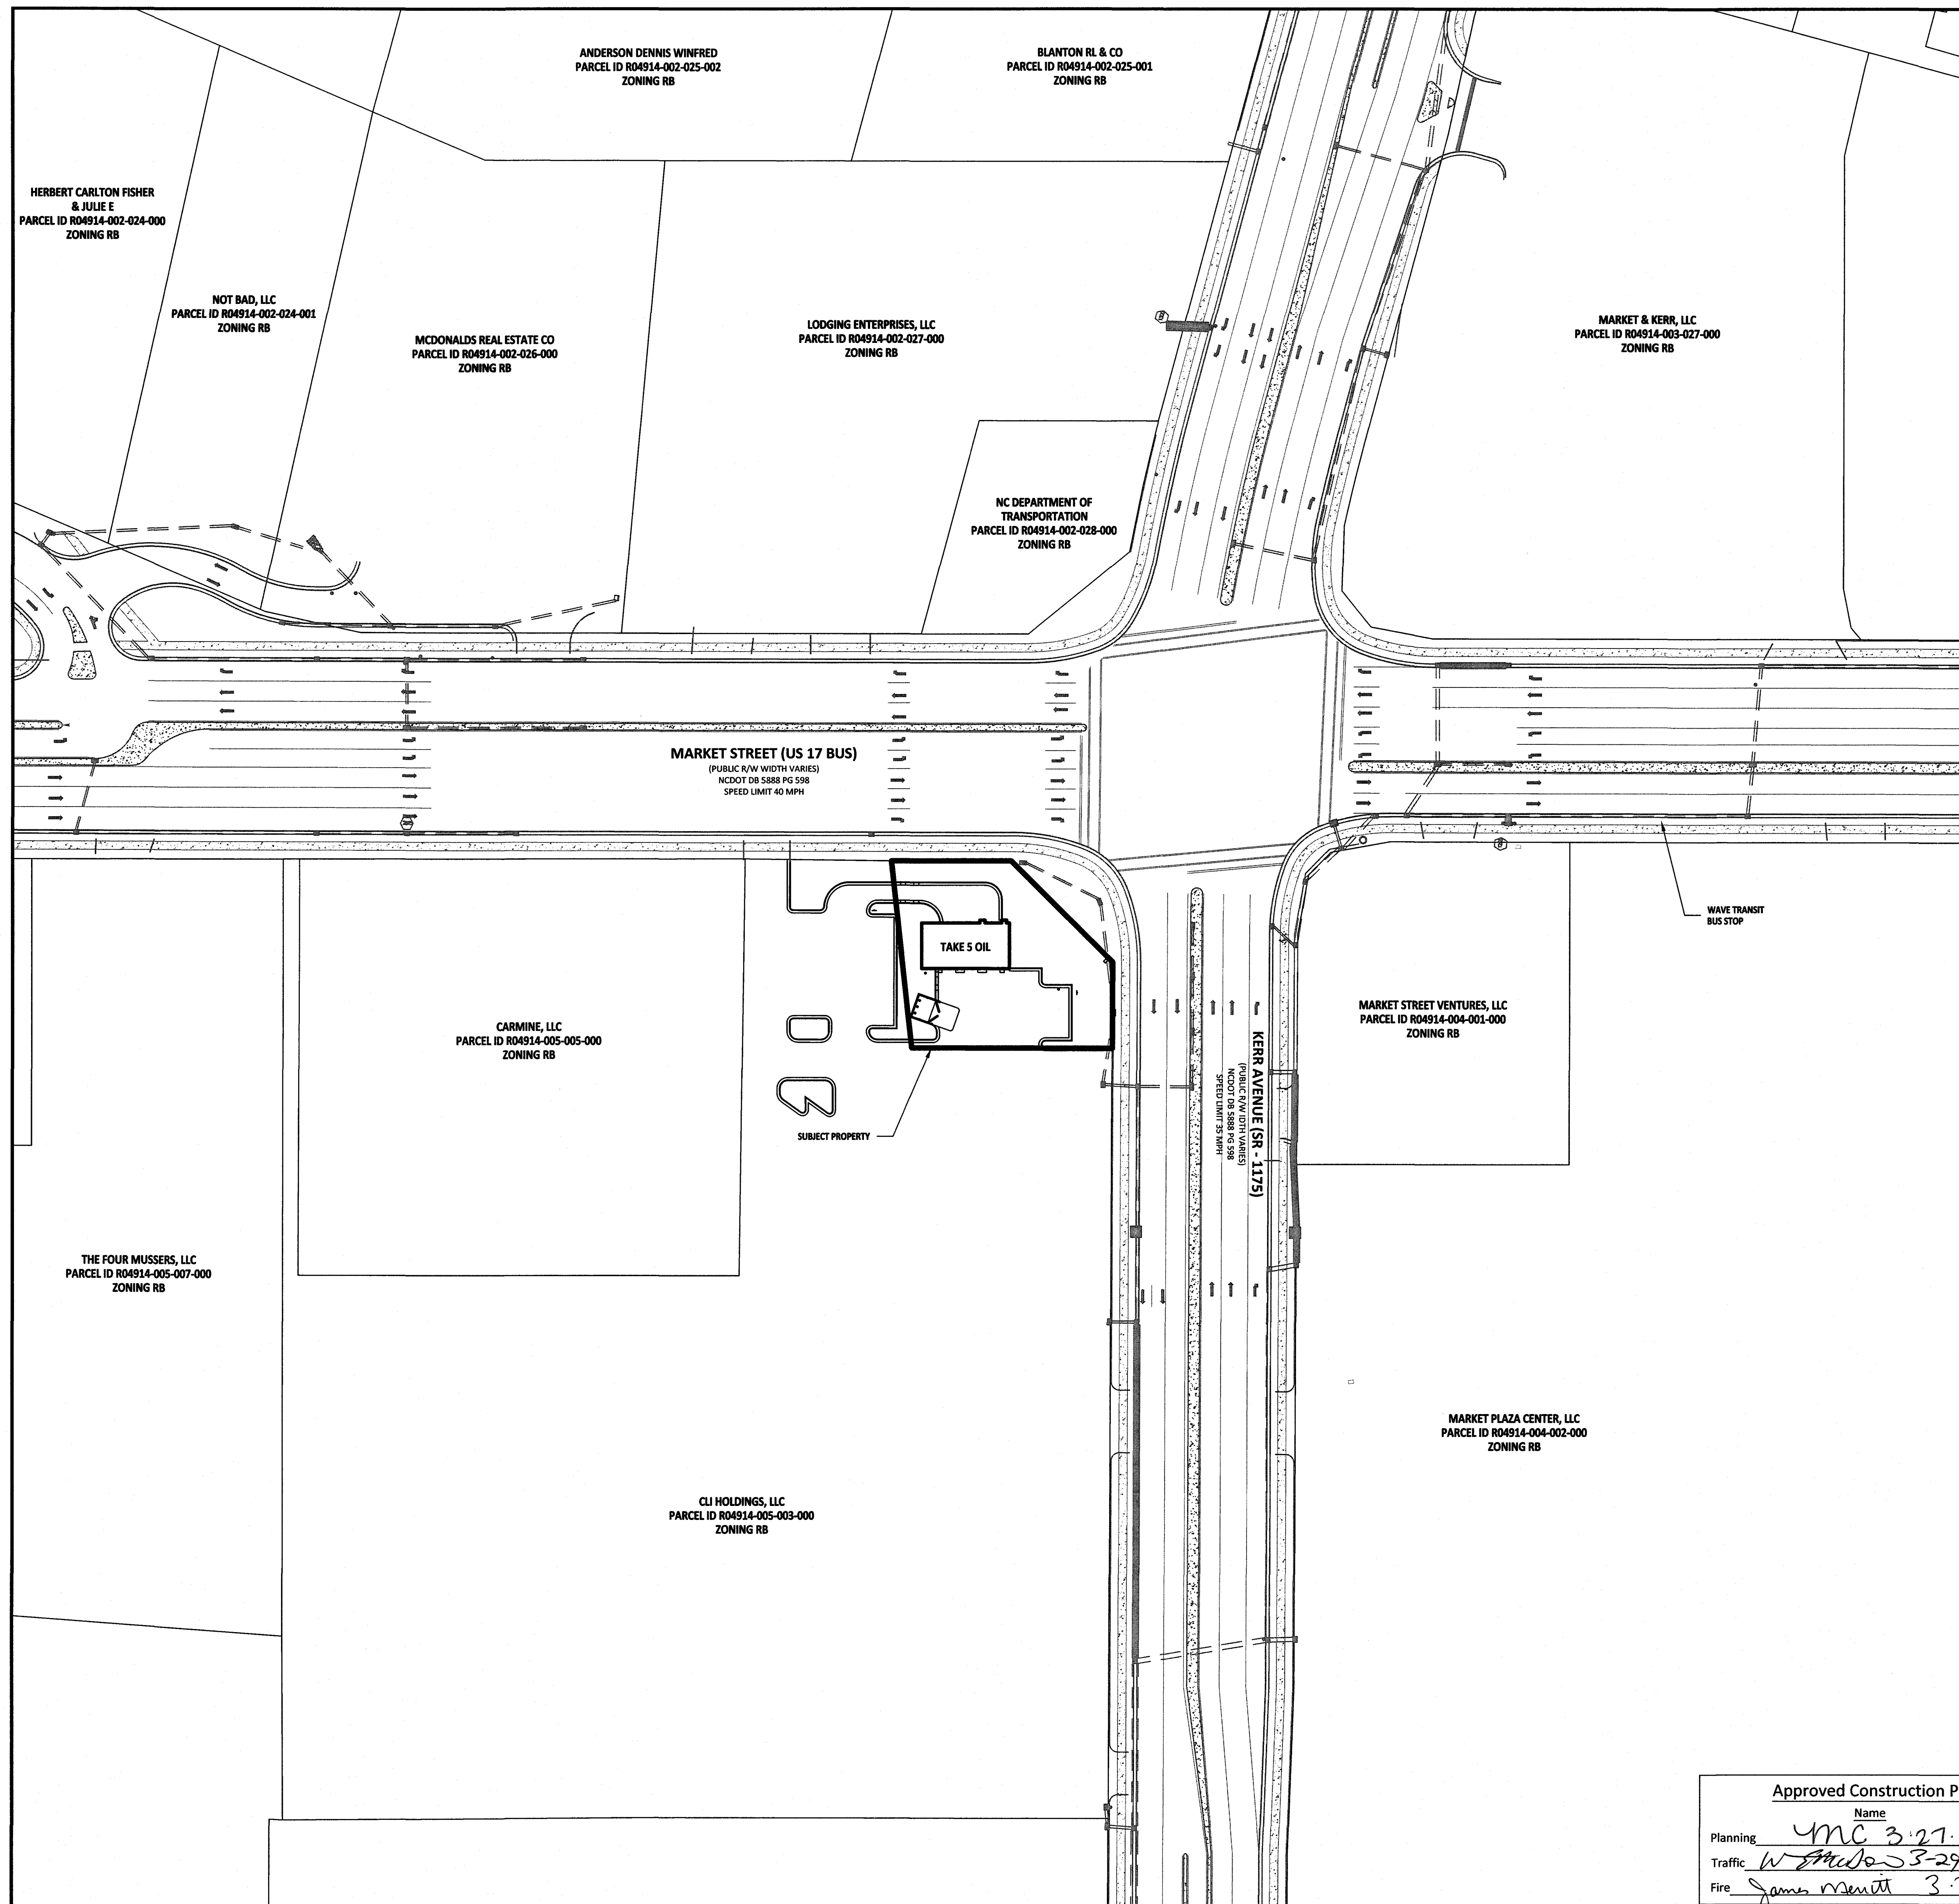 ANDERSON DENNIS WINFRED
PARCEL ID R04914-002-025-002
ZONING RB
BLANTON RL & CO
PARCEL ID R04914-002-025-001
ZONING RB
HERBERT CARLTON FISHER
& JULIE E
PARCEL ID R04914-002-024-000
ZONING RB
NOT BAD, LLC
PARCEL ID R04914-002-024-001
ZONING RB
MCDONALDS REAL ESTATE CO
PARCEL ID R04914-002-026-000
ZONING RB
LODGING ENTERPRISES, LLC
PARCEL ID R04914-002-027-000
ZONING RB
MARKET & KERR, LLC
PARCEL ID R04914-003-027-000
ZONING RB
NC DEPARTMENT OF
TRANSPORTATION
PARCEL ID R04914-002-028-000
ZONING RB
MARKET STREET (US 17 BUS)
(PUBLIC R/W WIDTH VARIES)
NCDOT DB 5888 PG 598
SPEED LIMIT 40 MPH
WAVE TRANSIT
BUS STOP
TAKE 5 OIL
CARMINE, LLC
PARCEL ID R04914-005-005-000
ZONING RB
MARKET STREET VENTURES, LLC
PARCEL ID R04914-004-001-000
ZONING RB
KERR AVENUE (SR - 1175)
(PUBLIC R/W IDTH VARIES)
NCDOT DB 5888 PG 598
SPEED LIMIT 35 MPH
SUBJECT PROPERTY
THE FOUR MUSSERS, LLC
PARCEL ID R04914-005-007-000
ZONING RB
MARKET PLAZA CENTER, LLC
PARCEL ID R04914-004-002-000
ZONING RB
CLI HOLDINGS, LLC
PARCEL ID R04914-005-003-000
ZONING RB
Approved Construction P
Name
Planning 3.27.
Traffic 3-29
Fire James Merritt 3.